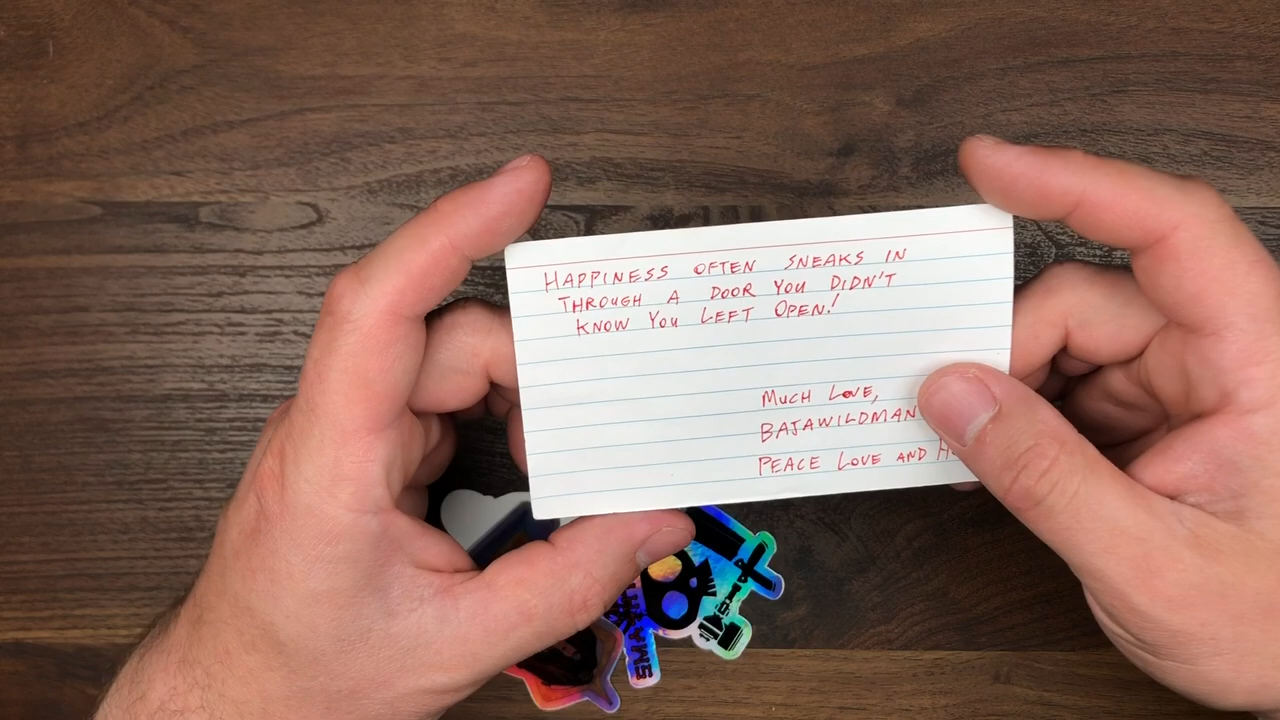 HAPPINESS OFTEN SNEAKS IN
THROUGH A DOOR YOU DIDN'T
KNOW YOU LEFT OPEN!
MUCH LOVE,
BAJAWILDMAN
PEACE LOVE AND